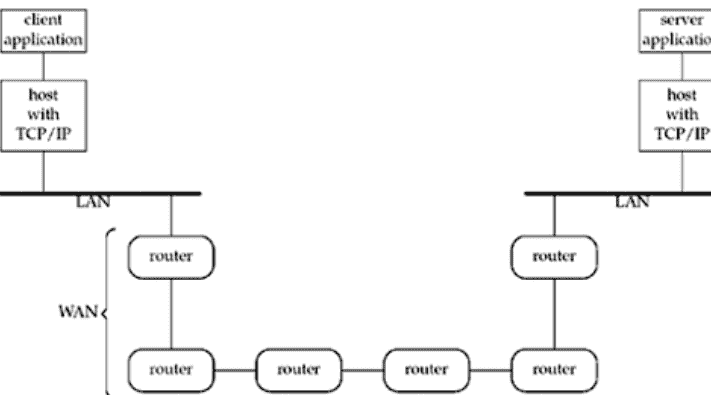 client
application
server
applicatio
host
with
TCP/IP
host
with
TCP/IP
LAN
LAN
router
router
WAN
router
router
router
router